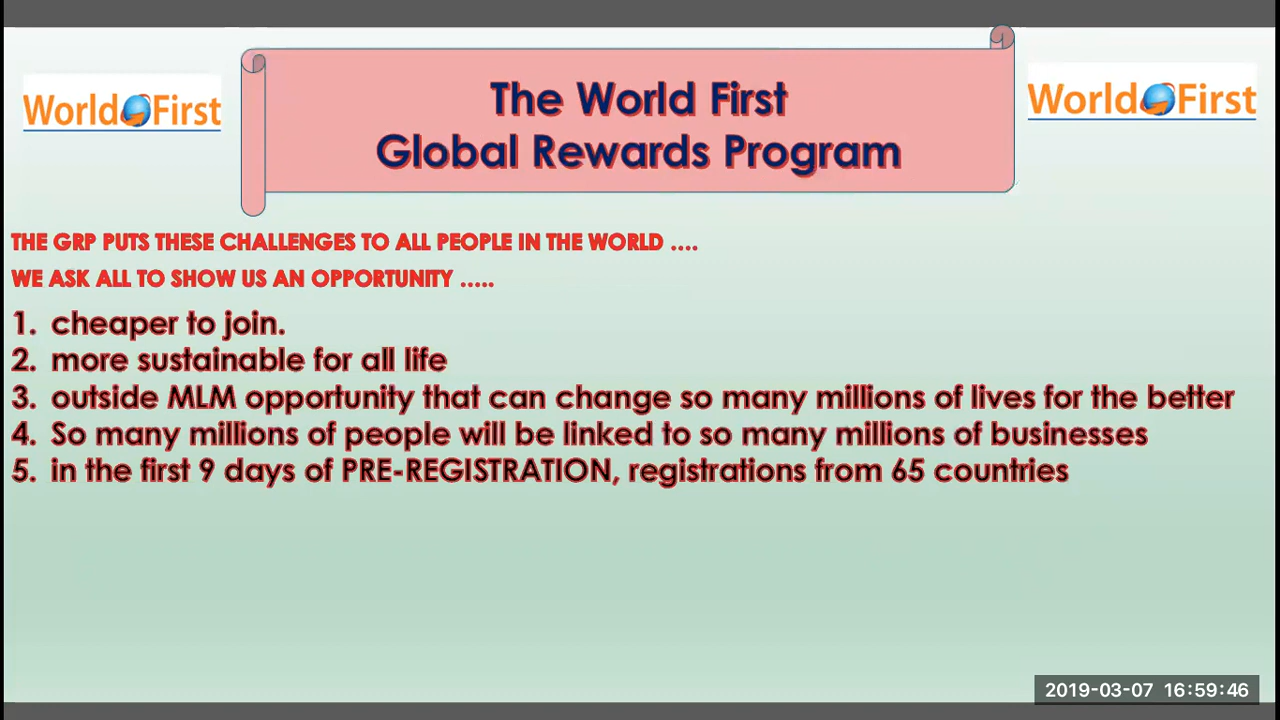 The World First
Global Rewards Program
World First
World First
THE GRP PUTS THESE CHALLENGES TO ALL PEOPLE IN THE WORLD ....
WE ASK ALL TO SHOW US AN OPPORTUNITY .....
1. cheaper to join.
2. more sustainable for all life
3. outside MLM opportunity that can change so many millions of lives for the better
4. So many millions of people will be linked to so many millions of businesses
5. in the first 9 days of PRE-REGISTRATION, registrations from 65 countries
2019-03-07 16:59:46